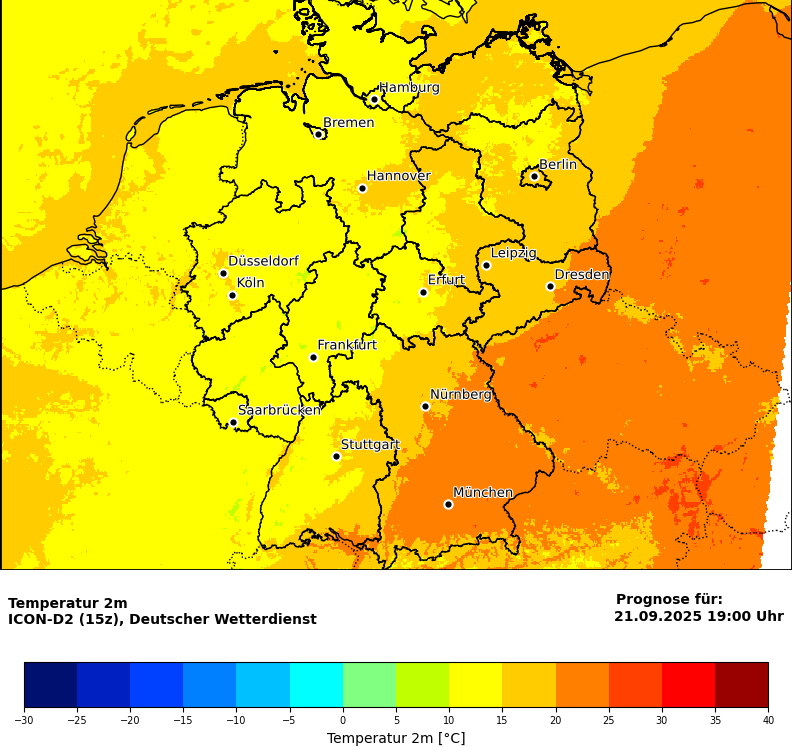 Hamburg
Bremen
Berlin
Hannover
Leipzig
Düsseldorf
Dresden
Köln
Erfurt
Frankfurt
Nürnberg
Saarbrücken
Stuttgart
München
Temperatur 2m
ICON-D2 (15z), Deutscher Wetterdienst
Prognose für:
21.09.2025 19:00 Uhr
−30 −25 −20 −15 −10 −5 0 5 10 15 20 25 30 35 40
Temperatur 2m [°C]